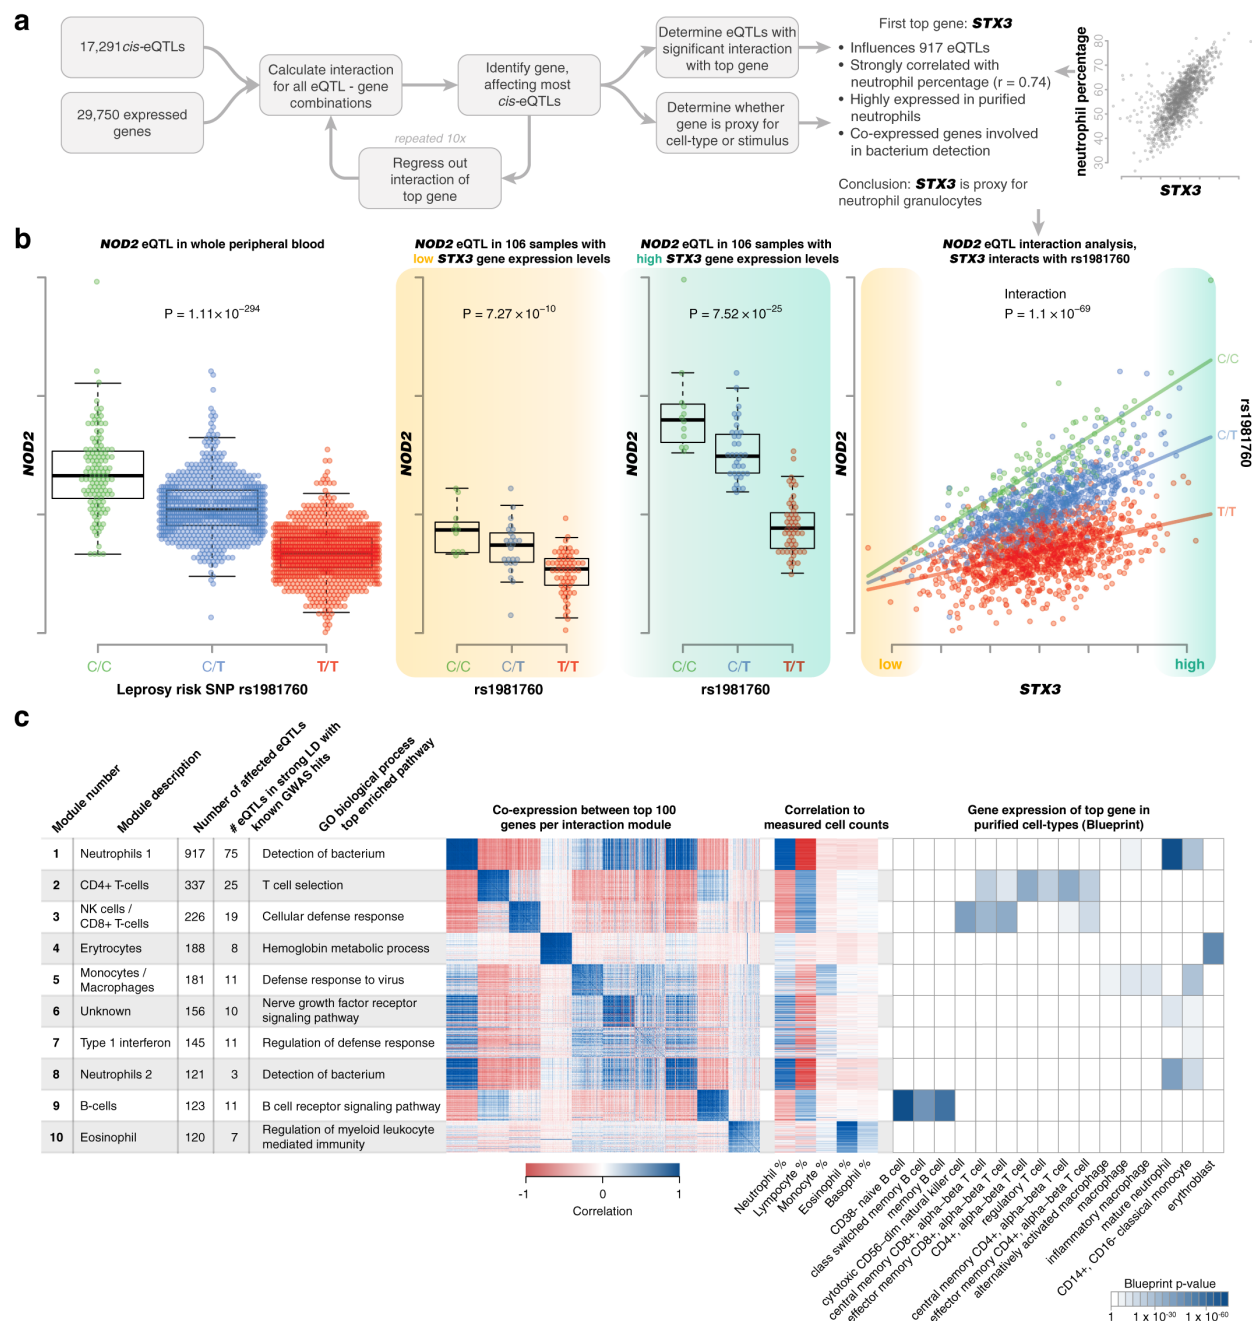 a
17,291 cis-eQTLs
29,750 expressed
genes
Calculate interaction
for all eQTL - gene
combinations
Identify gene,
affecting most
cis-eQTLs
repeated 10x
Regress out
interaction of
top gene
Determine eQTLs with
significant interaction
with top gene
Determine whether
gene is proxy for
cell-type or stimulus
First top gene: STX3
• Influences 917 eQTLs
• Strongly correlated with
neutrophil percentage (r = 0.74)
• Highly expressed in purified
neutrophils
• Co-expressed genes involved
in bacterium detection
Conclusion: STX3 is proxy for
neutrophil granulocytes
neutrophil percentage
80
70
60
50
40
30
STX3
b
NOD2 eQTL in whole peripheral blood
P = 1.11×10−294
NOD2
C/C
C/T
T/T
Leprosy risk SNP rs1981760
NOD2 eQTL in 106 samples with
low STX3 gene expression levels
P = 7.27×10−10
NOD2
C/C
C/T
T/T
rs1981760
NOD2 eQTL in 106 samples with
high STX3 gene expression levels
P = 7.52×10−25
NOD2
C/C
C/T
T/T
rs1981760
NOD2 eQTL interaction analysis,
STX3 interacts with rs1981760
Interaction
P = 1.1×10−69
NOD2
C/C
C/T
T/T
rs1981760
low
high
STX3
c
Module number
Module description
Number of affected eQTLs
# eQTLs in strong LD with
known GWAS hits
GO biological process
top enriched pathway
Co-expression between top 100
genes per interaction module
Correlation to
measured cell counts
Gene expression of top gene in
purified cell-types (Blueprint)
1 Neutrophils 1 917 75 Detection of bacterium
2 CD4+ T-cells 337 25 T cell selection
3 NK cells / CD8+ T-cells 226 19 Cellular defense response
4 Erytrocytes 188 8 Hemoglobin metabolic process
5 Monocytes / Macrophages 181 11 Defense response to virus
6 Unknown 156 10 Nerve growth factor receptor signaling pathway
7 Type 1 interferon 145 11 Regulation of defense response
8 Neutrophils 2 121 3 Detection of bacterium
9 B-cells 123 11 B cell receptor signaling pathway
10 Eosinophil 120 7 Regulation of myeloid leukocyte mediated immunity
-1
0
1
Correlation
Neutrophil %
Lympocyte %
Monocyte %
Eosinophil %
Basophil %
CD38- naive B cell
class switched memory B cell
memory B cell
cytotoxic CD56−dim natural killer cell
central memory CD8+, alpha−beta T cell
effector memory CD8+, alpha−beta T cell
CD4+, alpha−beta T cell
regulatory T cell
central memory CD4+, alpha−beta T cell
effector memory CD4+, alpha−beta T cell
alternatively activated macrophage
macrophage
inflammatory macrophage
mature neutrophil
CD14+, CD16- classical monocyte
erythroblast
Blueprint p-value
1
1 x 10-30
1 x 10-60